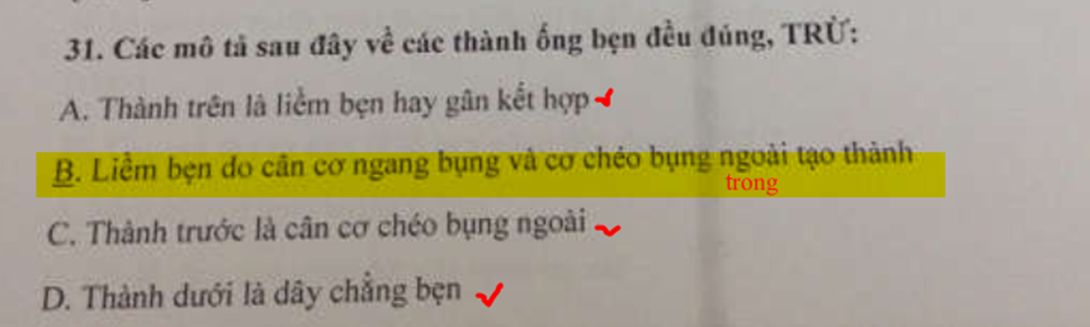 31. Các mô tả sau đây về các thành ống bẹn đều đúng, TRỪ:
A. Thành trên là liềm bẹn hay gân kết hợp
B. Liềm bẹn do cân cơ ngang bụng và cơ chéo bụng ngoài tạo thành
trong
C. Thành trước là cân cơ chéo bụng ngoài
D. Thành dưới là dây chằng bẹn